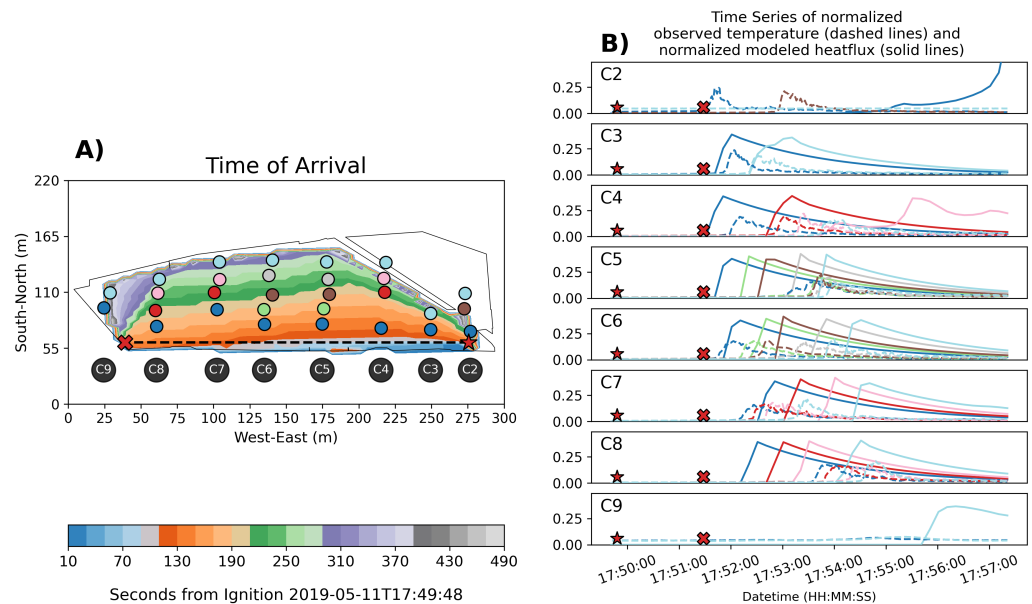 A)
Time of Arrival
220
165
110
55
0
South-North (m)
C9 C8 C7 C6 C5 C4 C3 C2
0 25 50 75 100 125 150 175 200 225 250 275 300
West-East (m)
10 70 130 190 250 310 370 430 490
Seconds from Ignition 2019-05-11T17:49:48
B)
Time Series of normalized
observed temperature (dashed lines) and
normalized modeled heatflux (solid lines)
C2
0.25
0.00
C3
0.25
0.00
C4
0.25
0.00
C5
0.25
0.00
C6
0.25
0.00
C7
0.25
0.00
C8
0.25
0.00
C9
0.25
0.00
17:50:00 17:51:00 17:52:00 17:53:00 17:54:00 17:55:00 17:56:00 17:57:00
Datetime (HH:MM:SS)